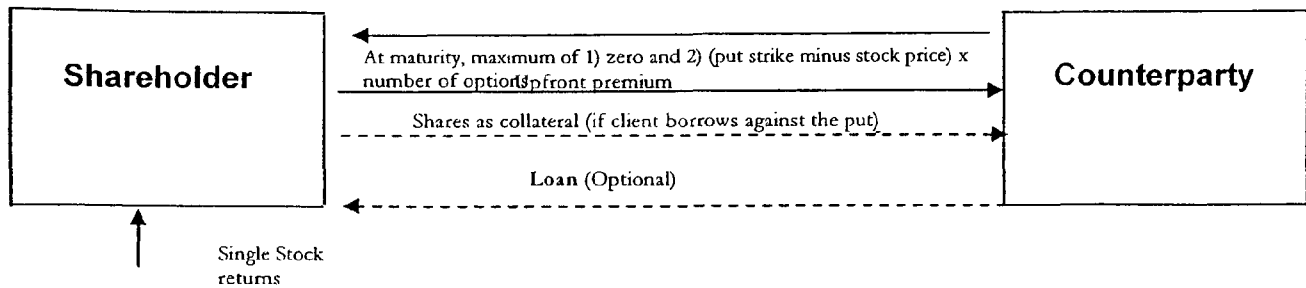 Shareholder
At maturity, maximum of 1) zero and 2) (put strike minus stock price) x
number of options
Upfront premium
Shares as collateral (if client borrows against the put)
Loan (Optional)
Counterparty
Single Stock
returns